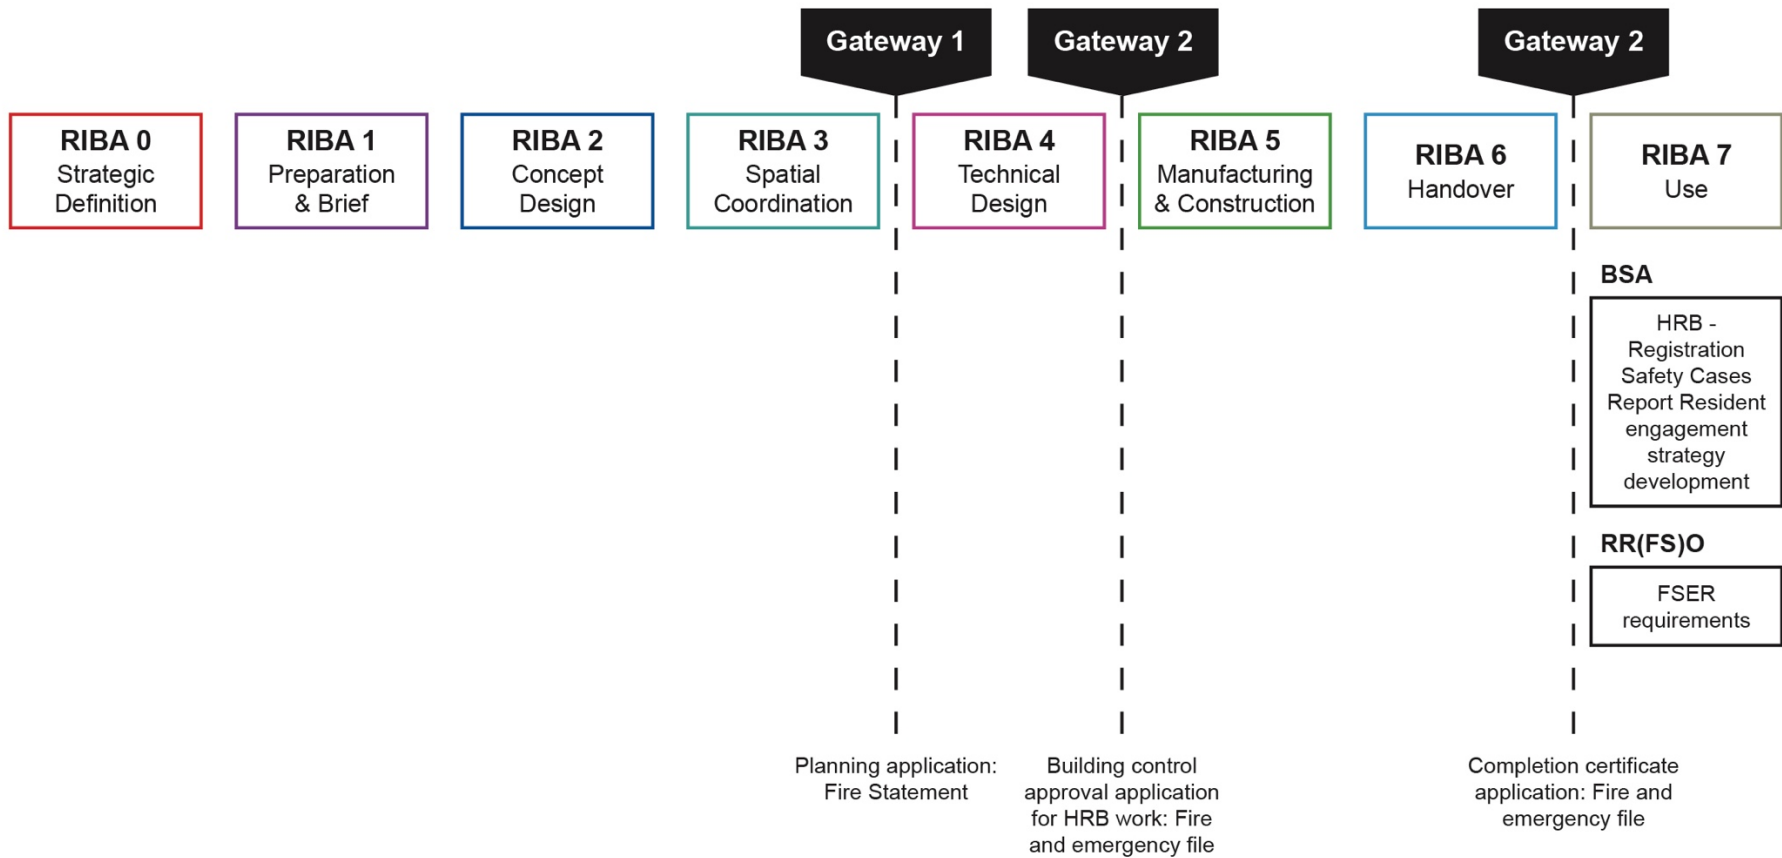 Gateway 1
Gateway 2
Gateway 2
RIBA 0
Strategic
Definition
RIBA 1
Preparation
& Brief
RIBA 2
Concept
Design
RIBA 3
Spatial
Coordination
RIBA 4
Technical
Design
RIBA 5
Manufacturing
& Construction
RIBA 6
Handover
RIBA 7
Use
BSA
HRB -
Registration
Safety Cases
Report Resident
engagement
strategy
development
RR(FS)O
FSER
requirements
Planning application:
Fire Statement
Building control
approval application
for HRB work: Fire
and emergency file
Completion certificate
application: Fire and
emergency file